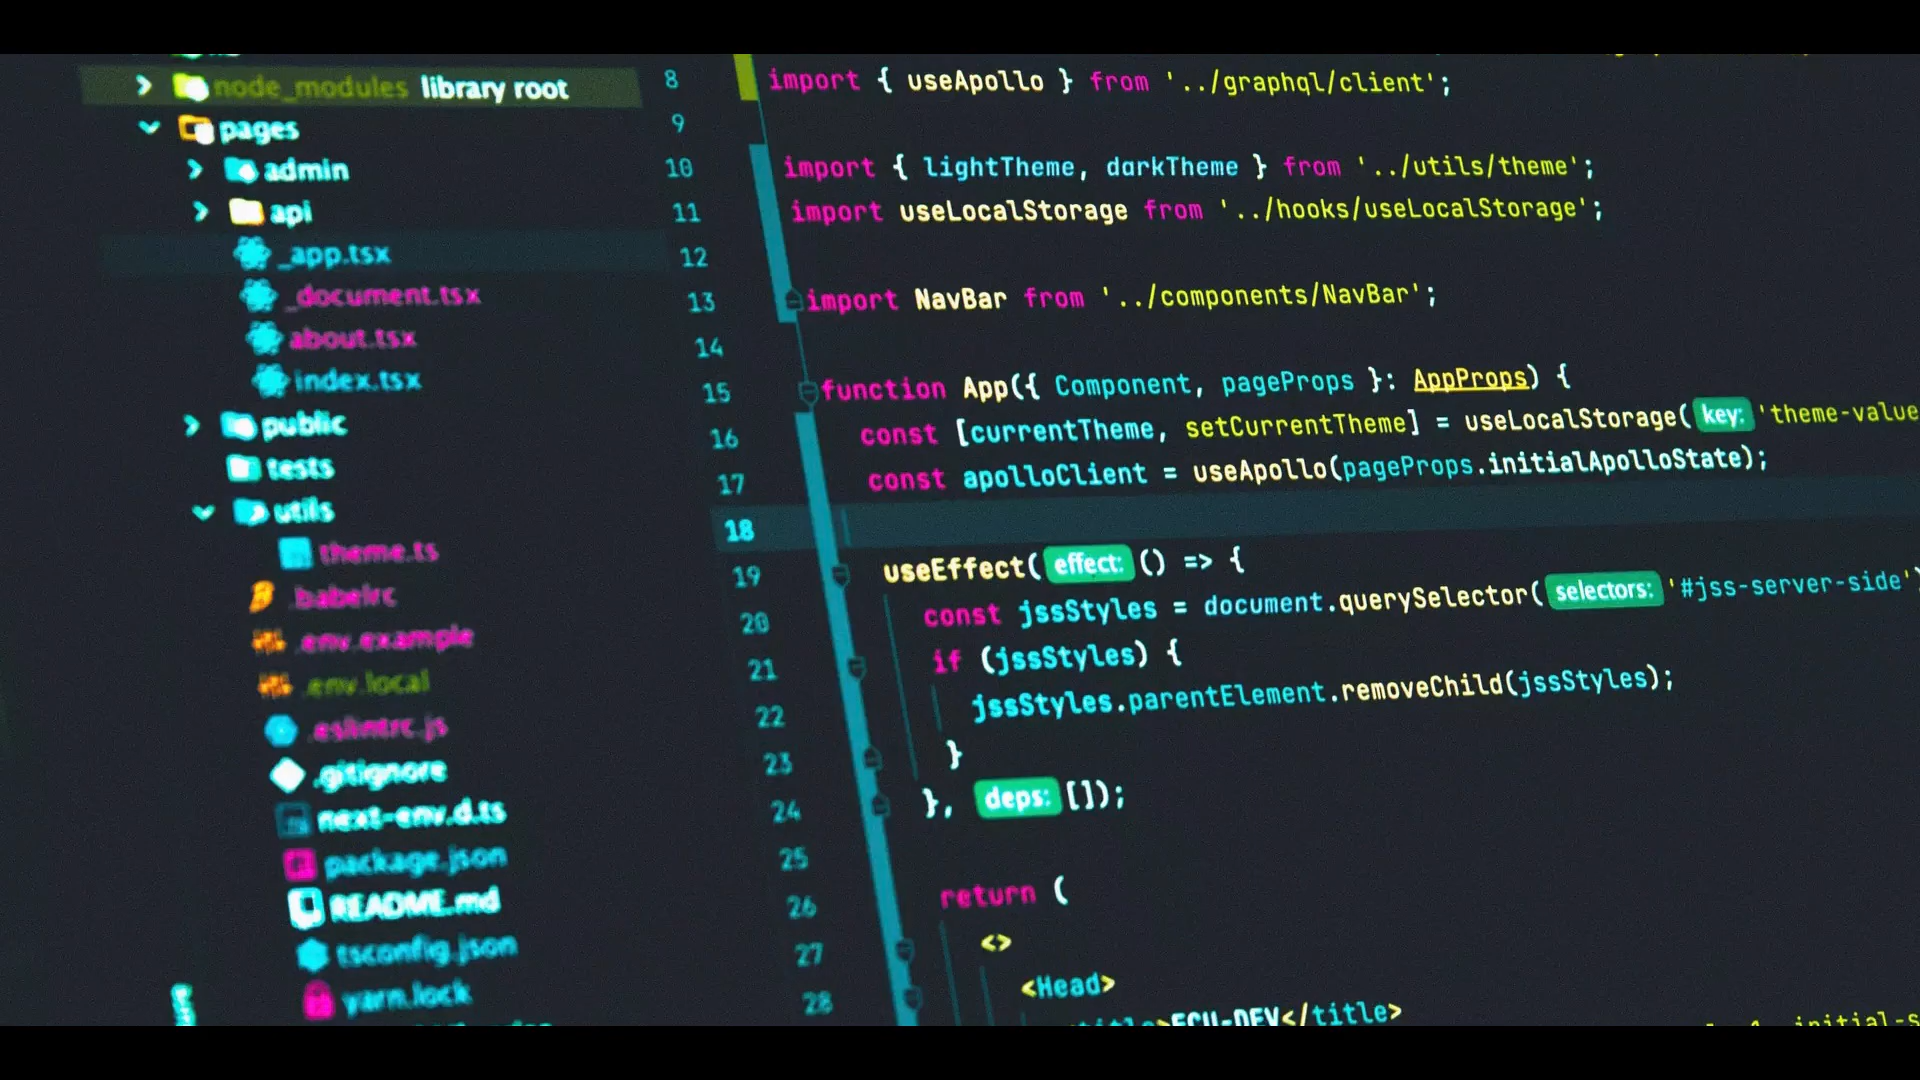 node_modules library root
pages
admin
api
_app.tsx
_document.tsx
about.tsx
index.tsx
public
tests
utils
theme.ts
.babelrc
.env.example
.env.local
.eslintrc.js
.gitignore
next-env.d.ts
package.json
README.md
tsconfig.json
yarn.lock
8 import { useApollo } from '../graphql/client';
9
10 import { lightTheme, darkTheme } from '../utils/theme';
11 import useLocalStorage from '../hooks/useLocalStorage';
12
13 import NavBar from '../components/NavBar';
14
15 function App({ Component, pageProps }: AppProps) {
16 const [currentTheme, setCurrentTheme] = useLocalStorage( key: 'theme-value
17 const apolloClient = useApollo(pageProps.initialApolloState);
18
19 useEffect( effect: () => {
20 const jssStyles = document.querySelector( selectors: '#jss-server-side')
21 if (jssStyles) {
22 jssStyles.parentElement.removeChild(jssStyles);
23 }
24 }, deps: []);
25
26 return (
27 <>
28 <Head>
<title>ECU-DEV</title>
initial-s